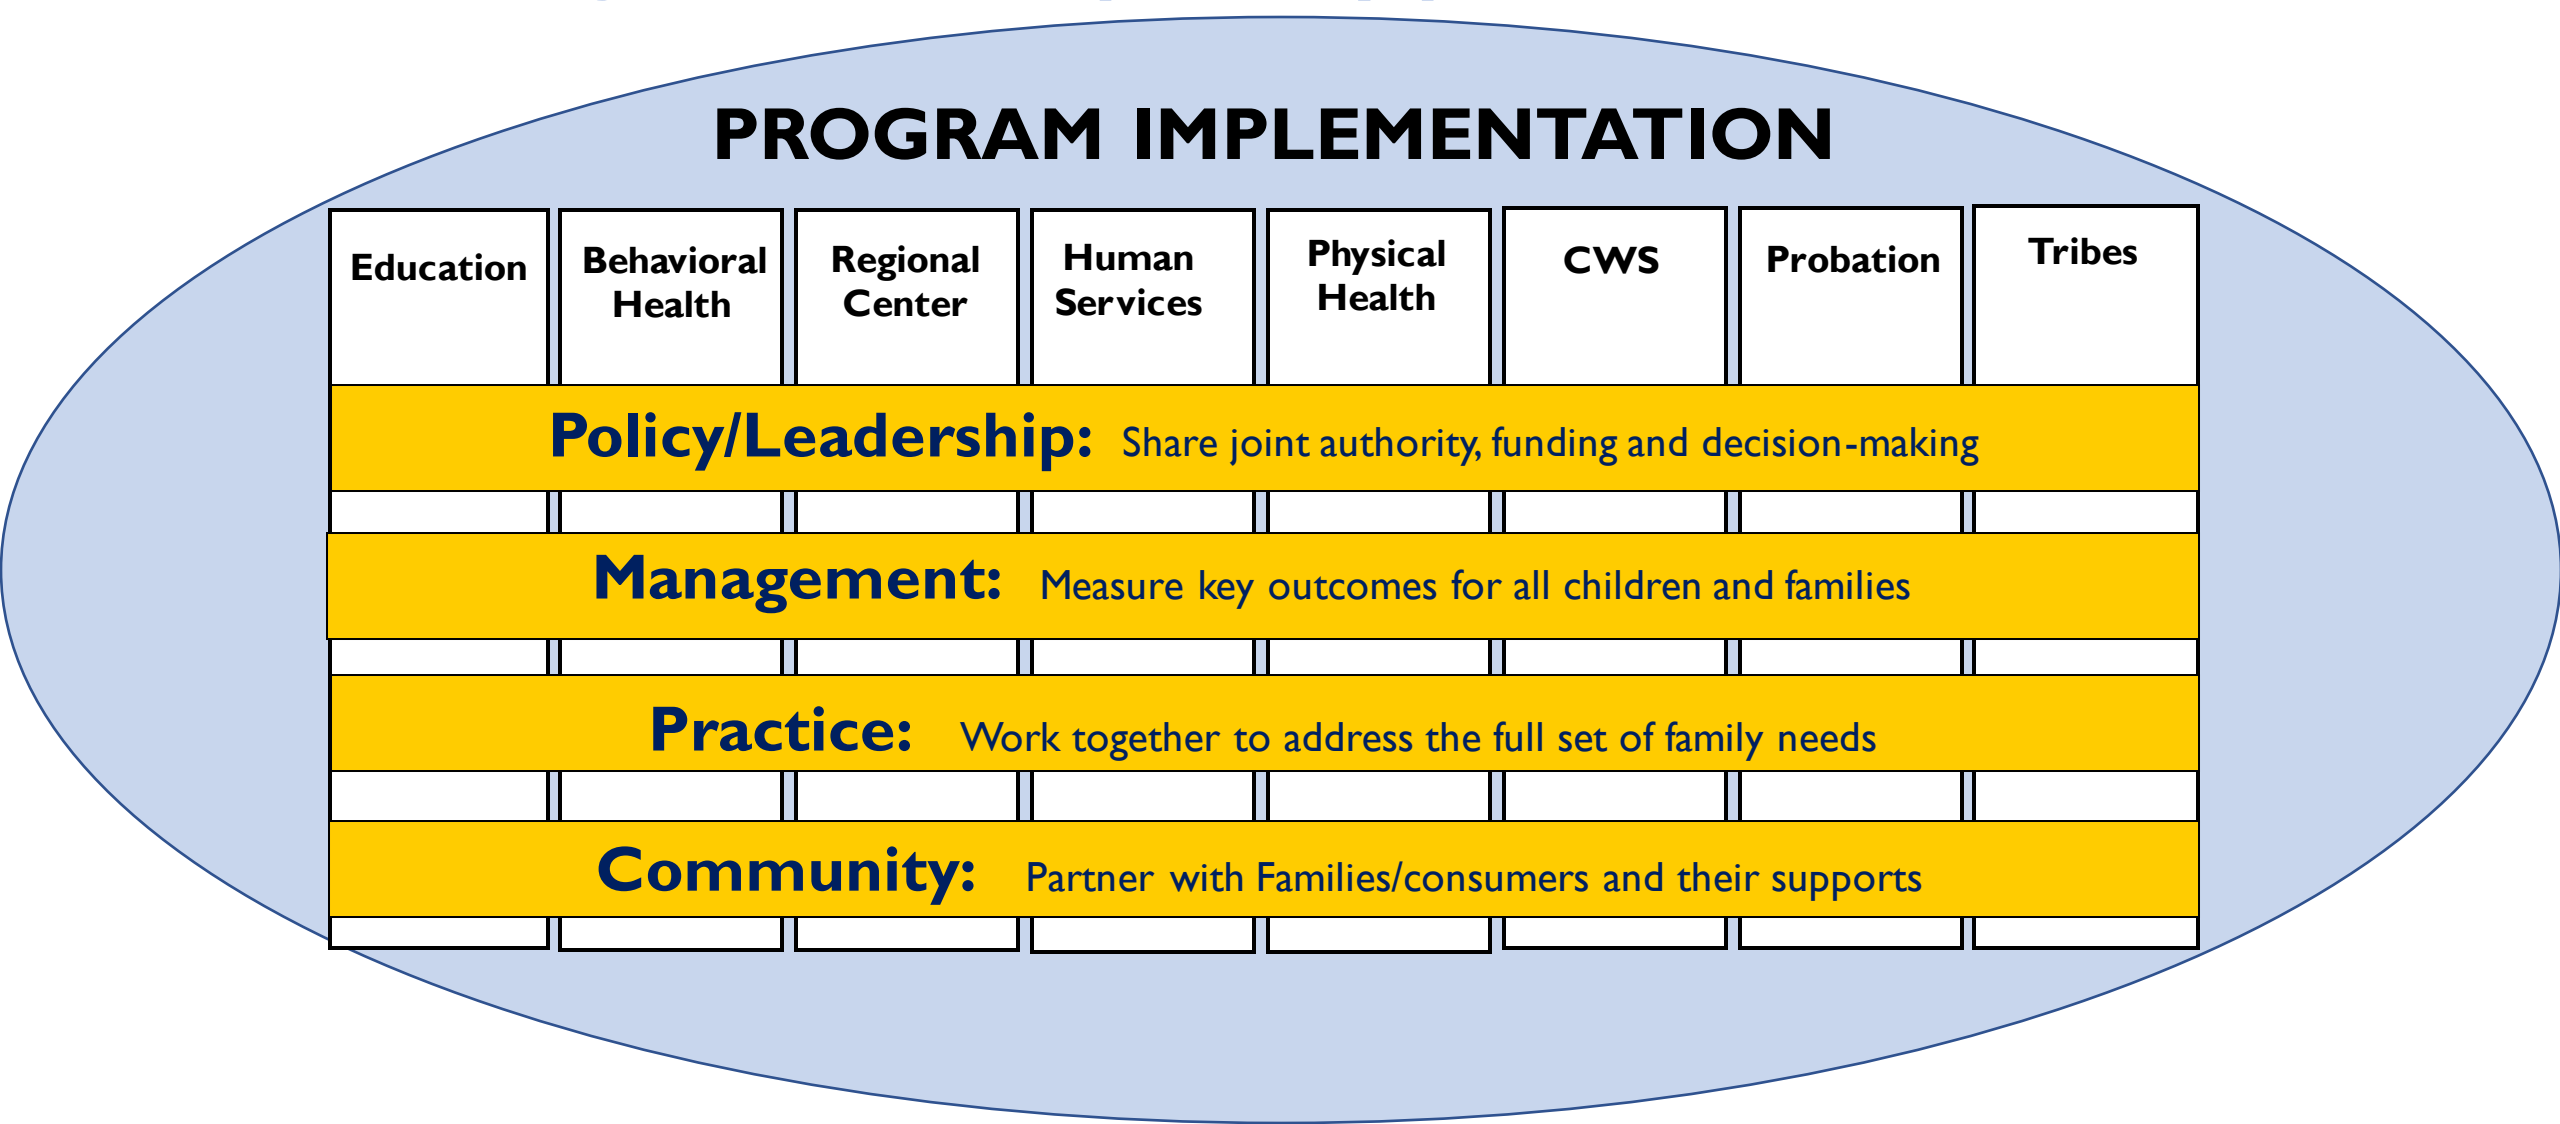 PROGRAM IMPLEMENTATION
Education
Behavioral
Health
Regional
Center
Human
Services
Physical
Health
CWS
Probation
Tribes
Policy/Leadership: Share joint authority, funding and decision-making
Management: Measure key outcomes for all children and families
Practice: Work together to address the full set of family needs
Community: Partner with Families/consumers and their supports